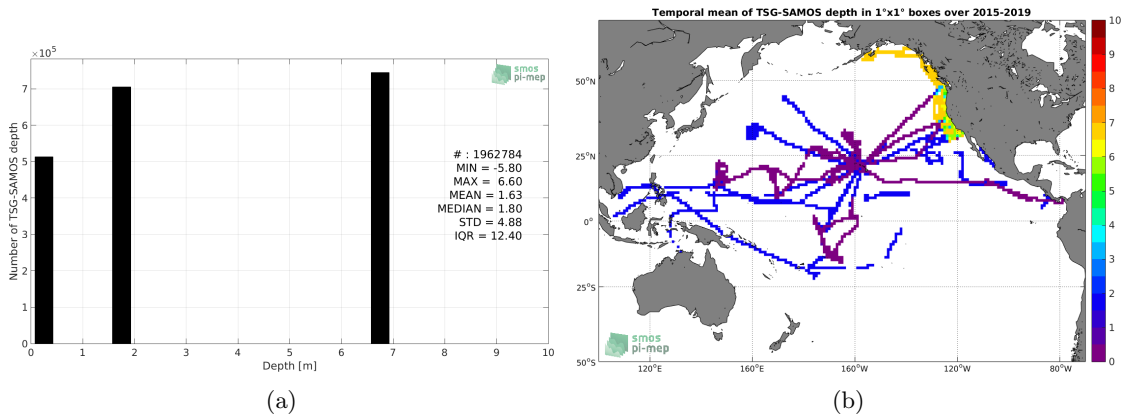 ×10⁵
7
6
5
4
3
2
1
0
Number of TSG-SAMOS depth
smos
pi-mep
# : 1962784
MIN = -5.80
MAX = 6.60
MEAN = 1.63
MEDIAN = 1.80
STD = 4.88
IQR = 12.40
0 1 2 3 4 5 6 7 8 9 10
Depth [m]
(a)
Temporal mean of TSG-SAMOS depth in 1°x1° boxes over 2015-2019
50°N
25°N
0°
25°S
50°S
smos
pi-mep
120°E 160°E 160°W 120°W 80°W
10
9
8
7
6
5
4
3
2
1
0
(b)